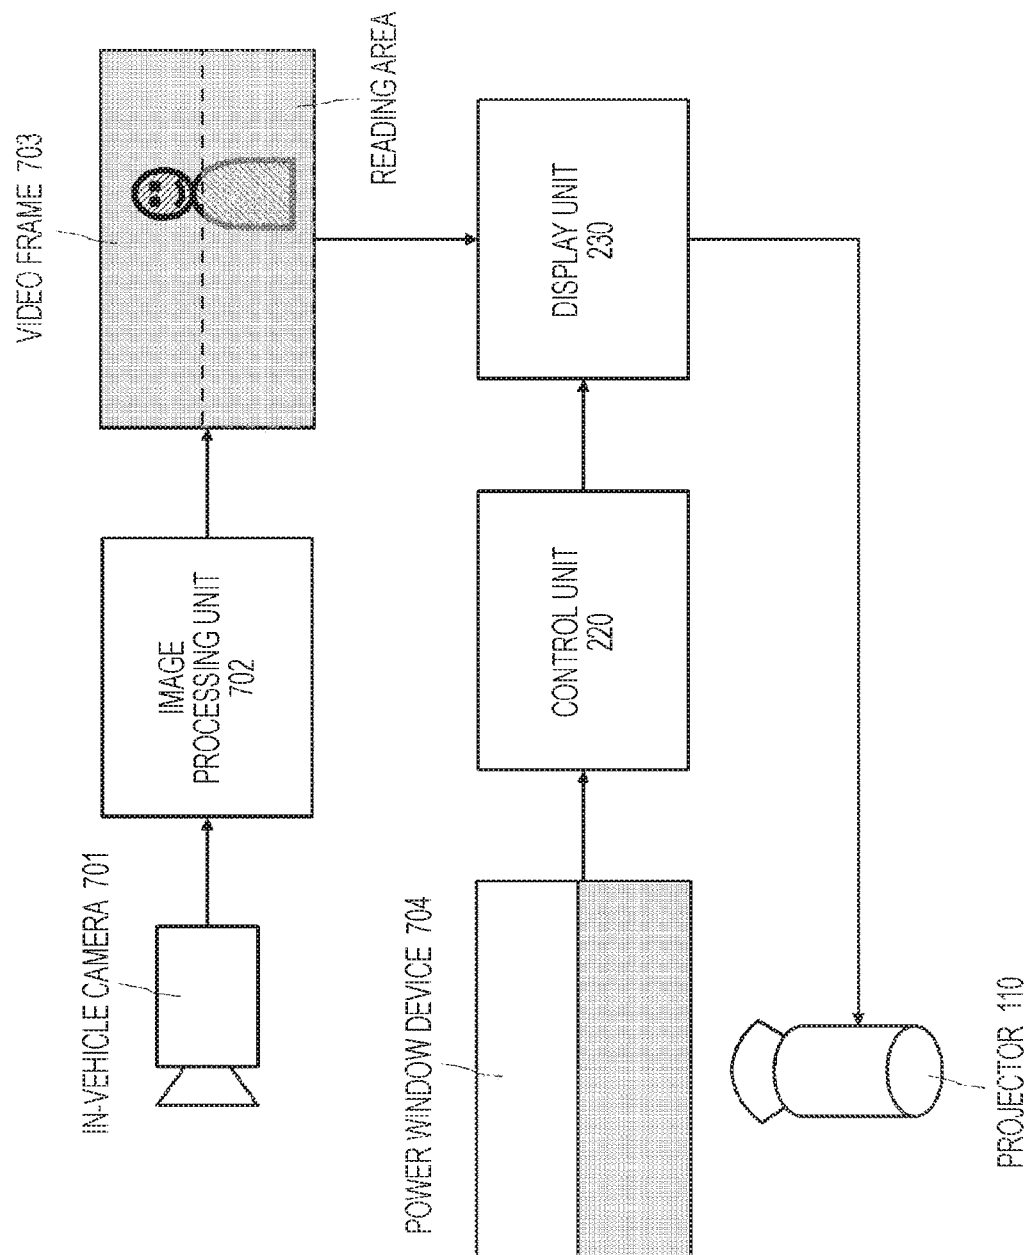 IN-VEHICLE CAMERA 701
IMAGE
PROCESSING UNIT
702
VIDEO FRAME 703
READING AREA
POWER WINDOW DEVICE 704
CONTROL UNIT
220
DISPLAY UNIT
230
PROJECTOR 110